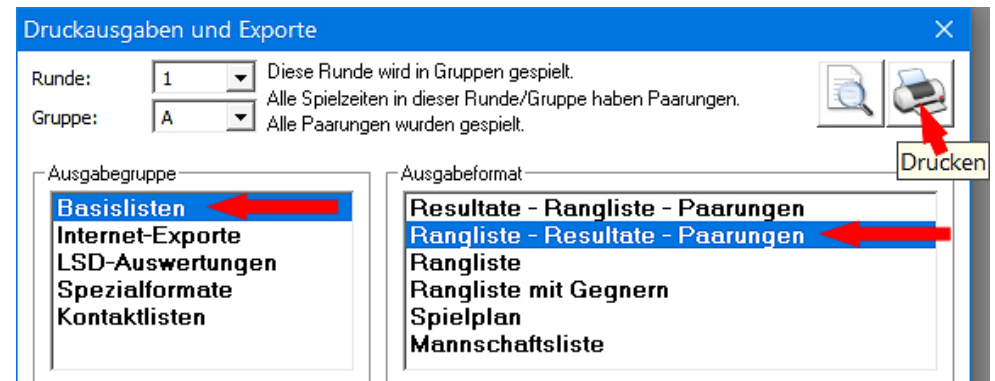 Druckausgaben und Exporte
Runde: 1 Diese Runde wird in Gruppen gespielt.
Alle Spielzeiten in dieser Runde/Gruppe haben Paarungen.
Gruppe: A Alle Paarungen wurden gespielt.
Drucken
Ausgabegruppe
Basislisten
Internet-Exporte
LSD-Auswertungen
Spezialformate
Kontaktlisten
Ausgabeformat
Resultate - Rangliste - Paarungen
Rangliste - Resultate - Paarungen
Rangliste
Rangliste mit Gegnern
Spielplan
Mannschaftsliste